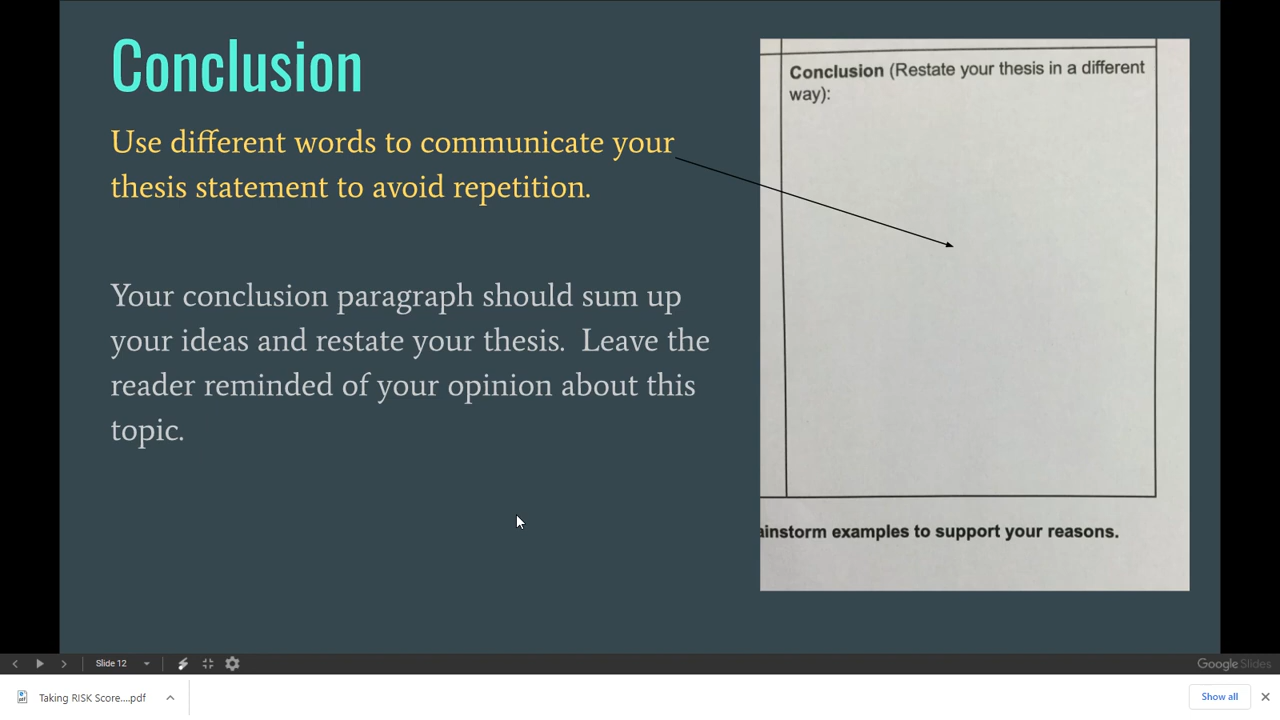 Conclusion
Use different words to communicate your
thesis statement to avoid repetition.
Your conclusion paragraph should sum up
your ideas and restate your thesis.  Leave the
reader reminded of your opinion about this
topic.
Conclusion (Restate your thesis in a different
way):
ainstorm examples to support your reasons.
Slide 12
Google Slides
Taking RISK Score....pdf
Show all